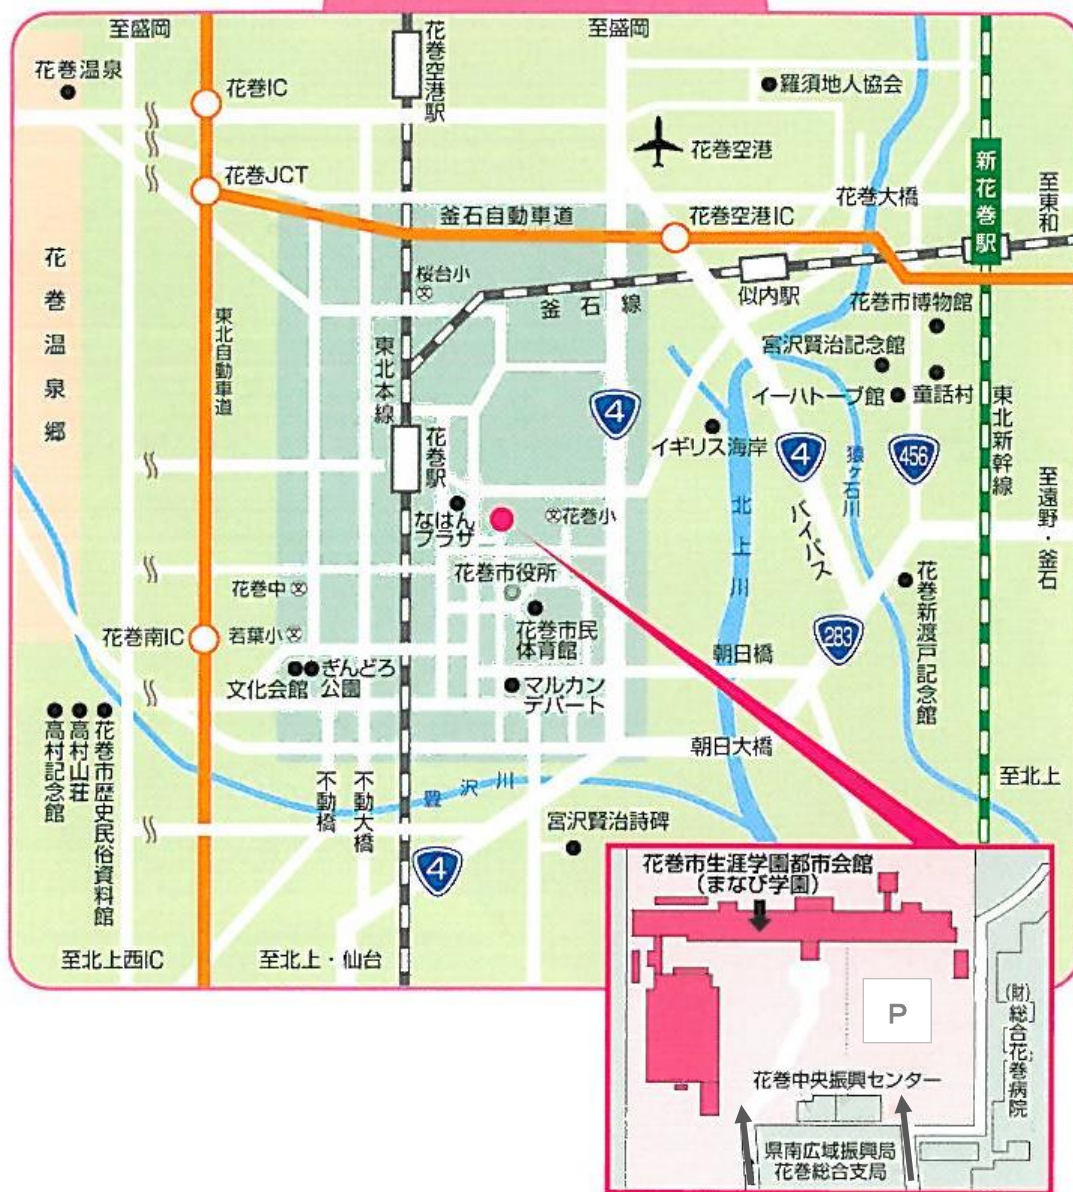 至盛岡
至盛岡
花巻温泉
花巻IC
花巻空港駅
羅須地人協会
花巻空港
新花巻駅
至東和
花巻JCT
花巻大橋
釜石自動車道
花巻空港IC
花巻温泉郷
桜台小
文
釜石線
似内駅
花巻市博物館
東北自動車道
東北本線
宮沢賢治記念館
イーハトーブ館
童話村
東北新幹線
4
イギリス海岸
4
バイパス
456
猿ヶ石川
北上川
至遠野・釜石
花巻駅
なはん
プラザ
文花巻小
花巻市役所
花巻中文
花巻市民
体育館
花巻新渡戸記念館
花巻南IC
若葉小文
283
朝日橋
文化会館
ぎんどろ
公園
マルカン
デパート
高村記念館
高村山荘
花巻市歴史民俗資料館
朝日大橋
至北上
不動橋
不動大橋
豊沢川
宮沢賢治詩碑
4
至北上西IC
至北上・仙台
花巻市生涯学園都市会館
(まなび学園)
P
(財)総合花巻病院
花巻中央振興センター
県南広域振興局
花巻総合支局